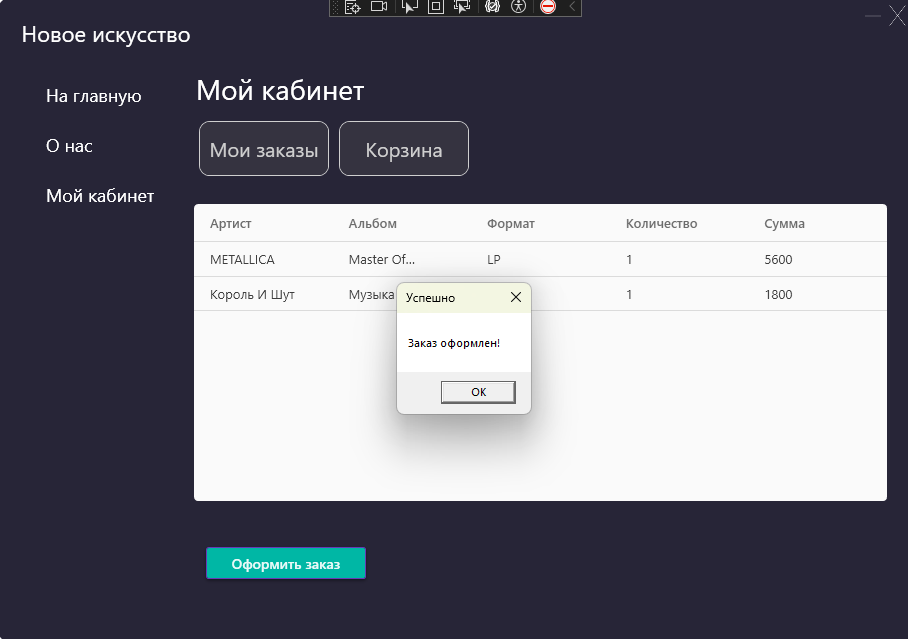 Новое искусство
На главную
О нас
Мой кабинет
Мой кабинет
Мои заказы Корзина
Артист Альбом Формат Количество Сумма
METALLICA Master Of... LP 1 5600
Король И Шут Музыка 1 1800
Успешно
Заказ оформлен!
OK
Оформить заказ